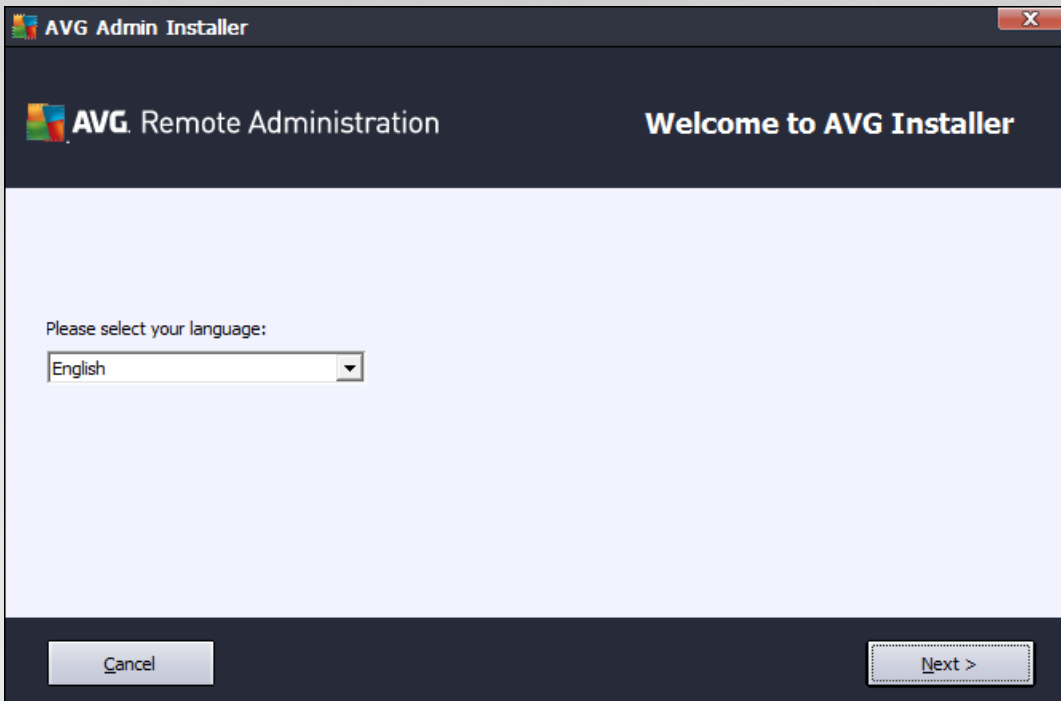 AVG Admin Installer
X
AVG. Remote Administration
Welcome to AVG Installer
Please select your language:
English
Cancel
Next >